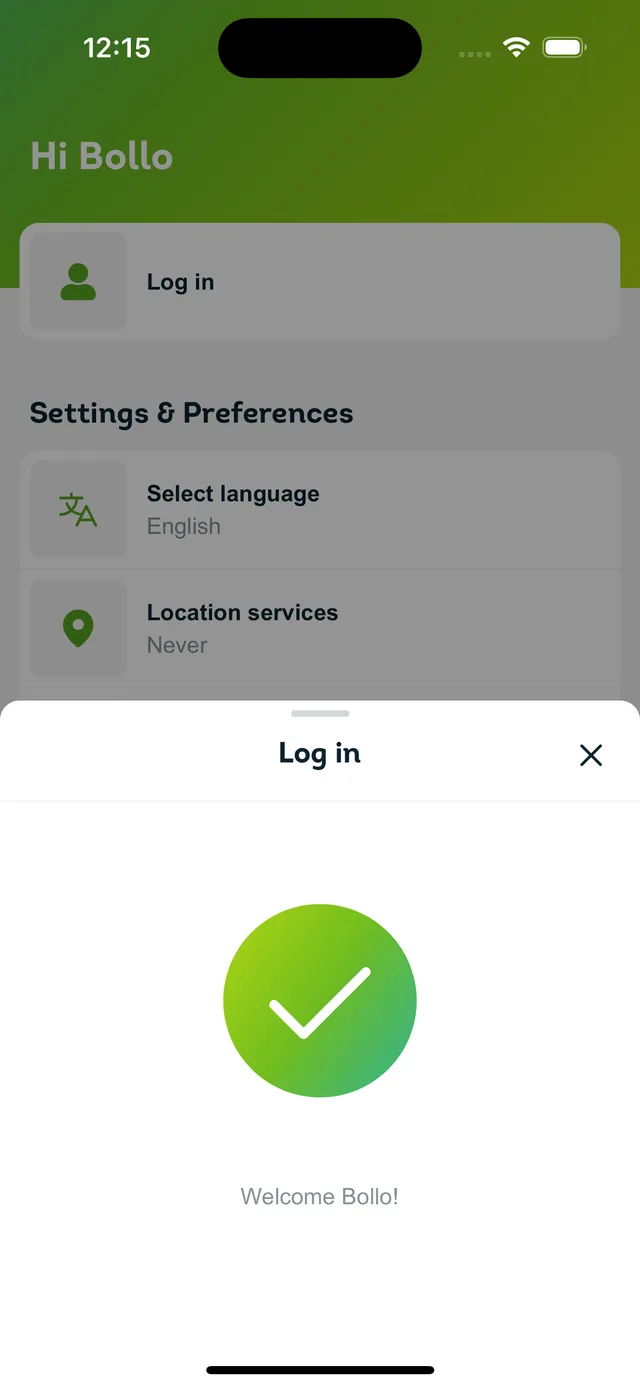 12:15
Hi Bollo
Log in
Settings & Preferences
Select language
English
Location services
Never
Log in
Welcome Bollo!